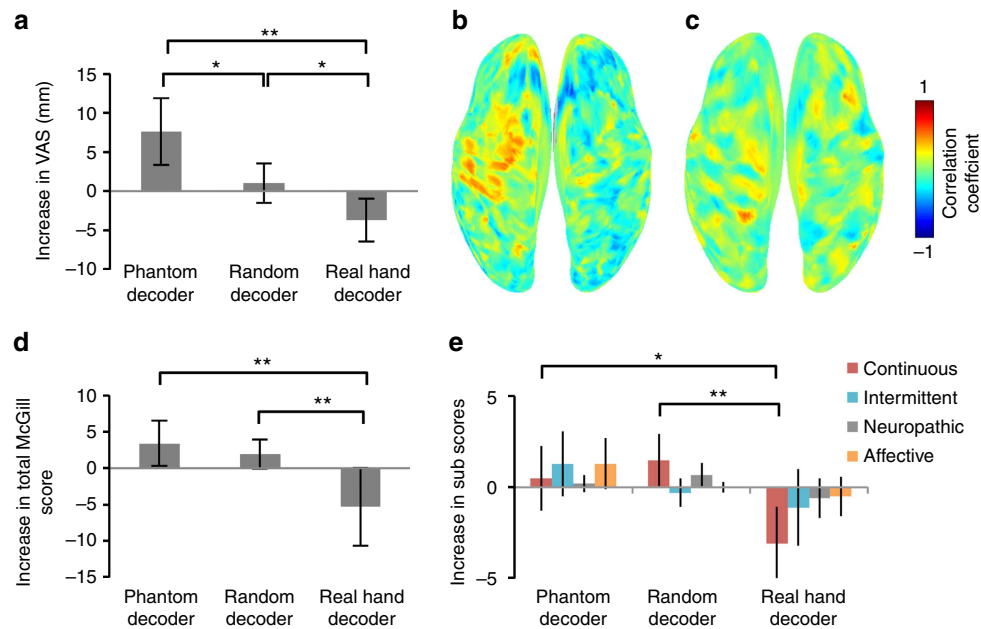 a
**
*
*
Increase in VAS (mm)
15
10
5
0
−5
−10
Phantom decoder
Random decoder
Real hand decoder
b
c
1
Correlation coefficient
−1
d
**
**
Increase in total McGill score
10
5
0
−5
−10
−15
Phantom decoder
Random decoder
Real hand decoder
e
*
**
Continuous
Intermittent
Neuropathic
Affective
Increase in sub scores
5
0
−5
Phantom decoder
Random decoder
Real hand decoder